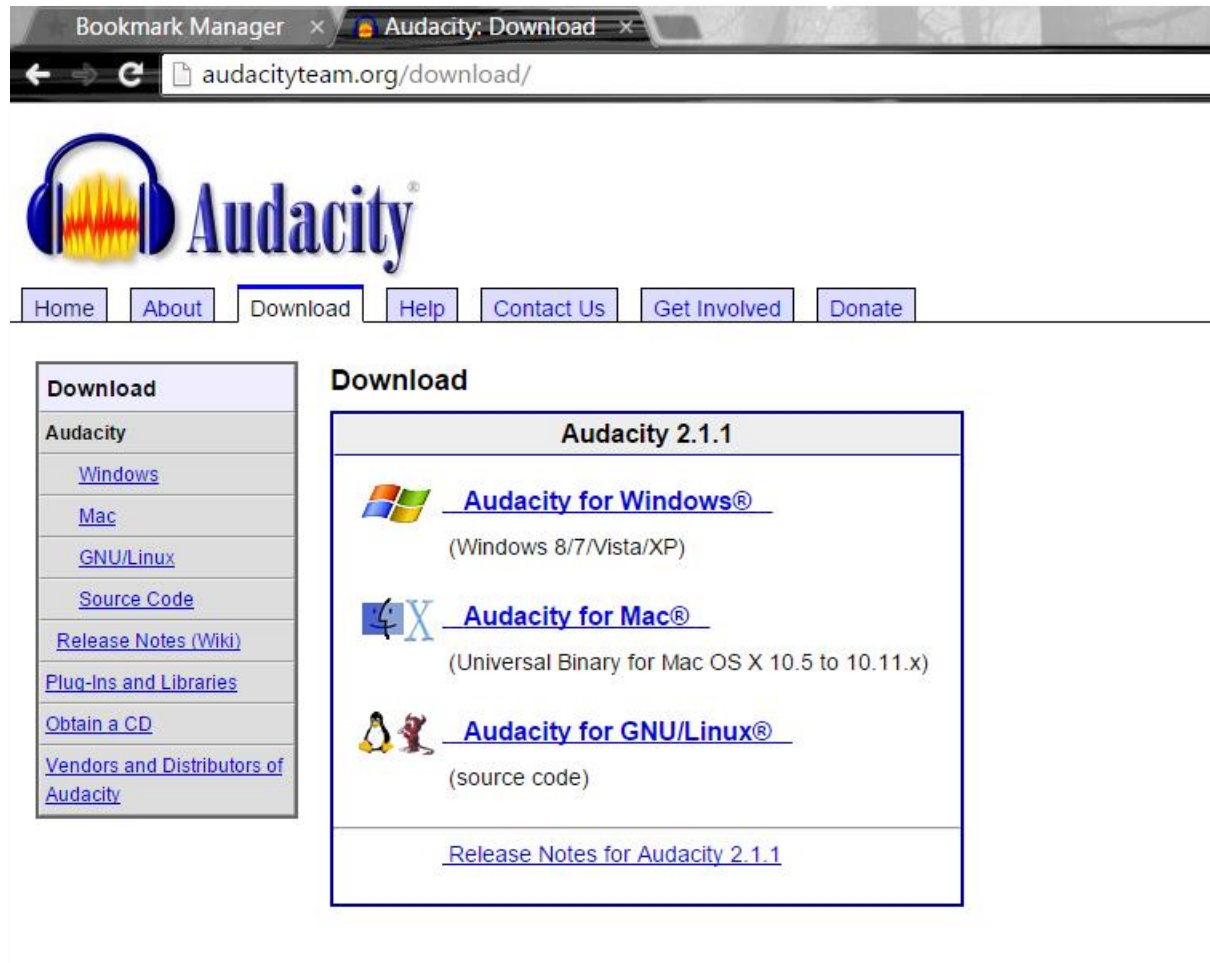 Bookmark Manager × Audacity: Download ×
audacityteam.org/download/
Audacity®
Home About Download Help Contact Us Get Involved Donate
Download
Audacity
Windows
Mac
GNU/Linux
Source Code
Release Notes (Wiki)
Plug-Ins and Libraries
Obtain a CD
Vendors and Distributors of
Audacity
Download
Audacity 2.1.1
Audacity for Windows®
(Windows 8/7/Vista/XP)
Audacity for Mac®
(Universal Binary for Mac OS X 10.5 to 10.11.x)
Audacity for GNU/Linux®
(source code)
Release Notes for Audacity 2.1.1